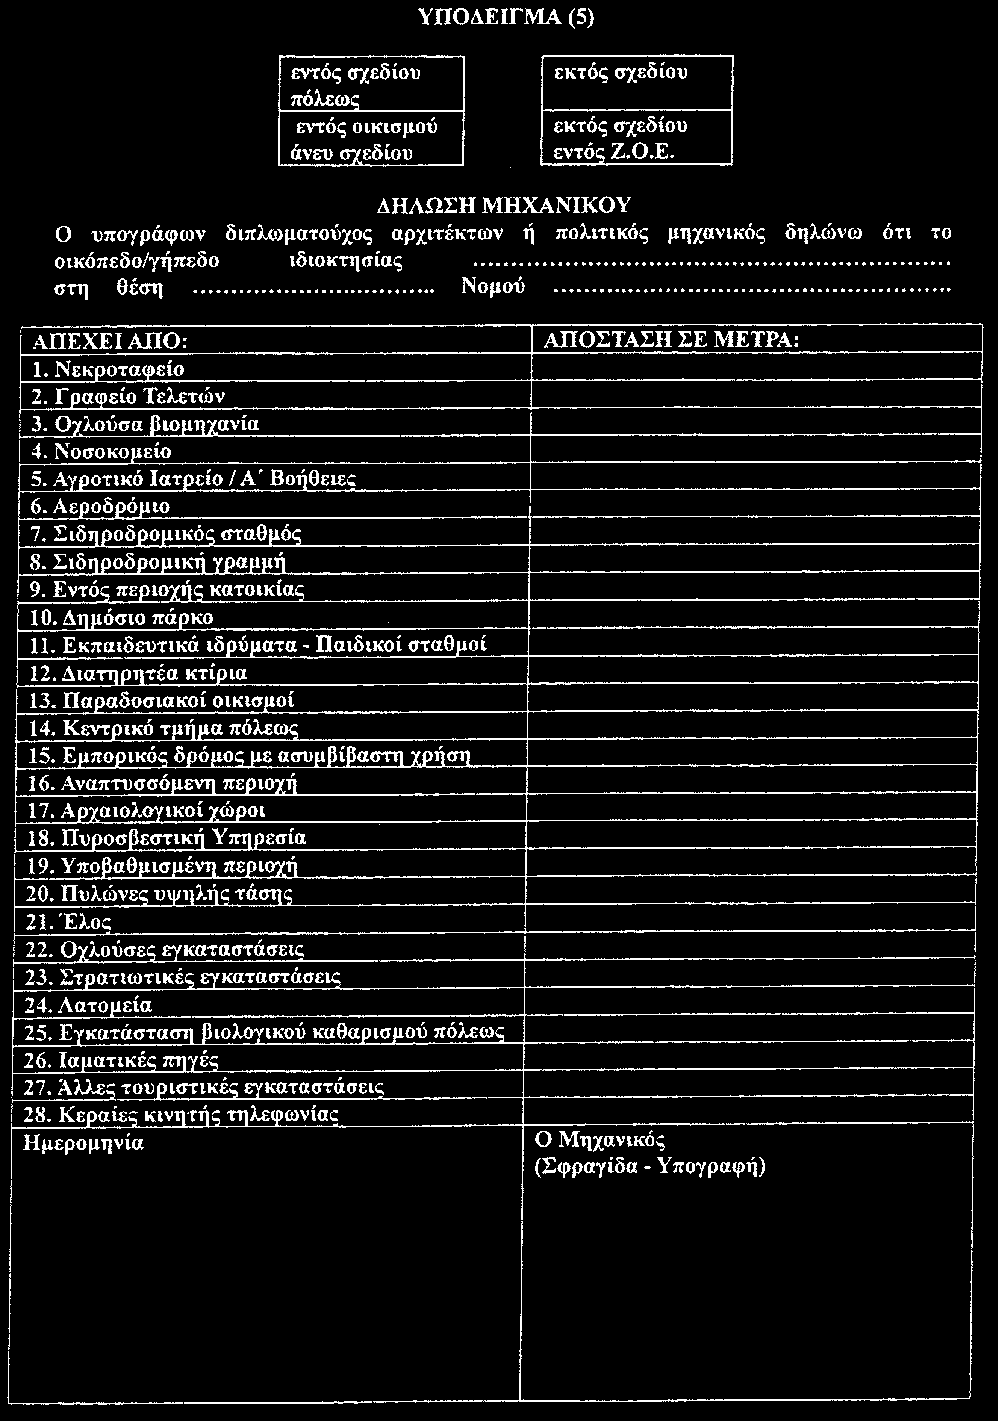 ΥΠΟΔΕΙΓΜΑ (5)
εντός σχεδίου
πόλεως
εκτός σχεδίου
εντός οικισμού
άνευ σχεδίου
εκτός σχεδίου
εντός Ζ.Ο.Ε.
ΔΗΛΩΣΗ ΜΗΧΑΝΙΚΟΥ
Ο υπογράφων διπλωματούχος αρχιτέκτων ή πολιτικός μηχανικός δηλώνω ότι το
οικόπεδο/γήπεδο ιδιοκτησίας ..................................................................
στη θέση .................................. Νομού .......................................................
ΑΠΕΧΕΙ ΑΠΟ: ΑΠΟΣΤΑΣΗ ΣΕ ΜΕΤΡΑ:
1. Νεκροταφείο
2. Γραφείο Τελετών
3. Οχλούσα βιομηχανία
4. Νοσοκομείο
5. Αγροτικό Ιατρείο / Α΄ Βοήθειες
6. Αεροδρόμιο
7. Σιδηροδρομικός σταθμός
8. Σιδηροδρομική γραμμή
9. Εντός περιοχής κατοικίας
10. Δημόσιο πάρκο
11. Εκπαιδευτικά ιδρύματα - Παιδικοί σταθμοί
12. Διατηρητέα κτίρια
13. Παραδοσιακοί οικισμοί
14. Κεντρικό τμήμα πόλεως
15. Εμπορικός δρόμος με ασυμβίβαστη χρήση
16. Αναπτυσσόμενη περιοχή
17. Αρχαιολογικοί χώροι
18. Πυροσβεστική Υπηρεσία
19. Υποβαθμισμένη περιοχή
20. Πυλώνες υψηλής τάσης
21. Έλος
22. Οχλούσες εγκαταστάσεις
23. Στρατιωτικές εγκαταστάσεις
24. Λατομεία
25. Εγκατάσταση βιολογικού καθαρισμού πόλεως
26. Ιαματικές πηγές
27. Άλλες τουριστικές εγκαταστάσεις
28. Κεραίες κινητής τηλεφωνίας
Ημερομηνία
Ο Μηχανικός
(Σφραγίδα - Υπογραφή)